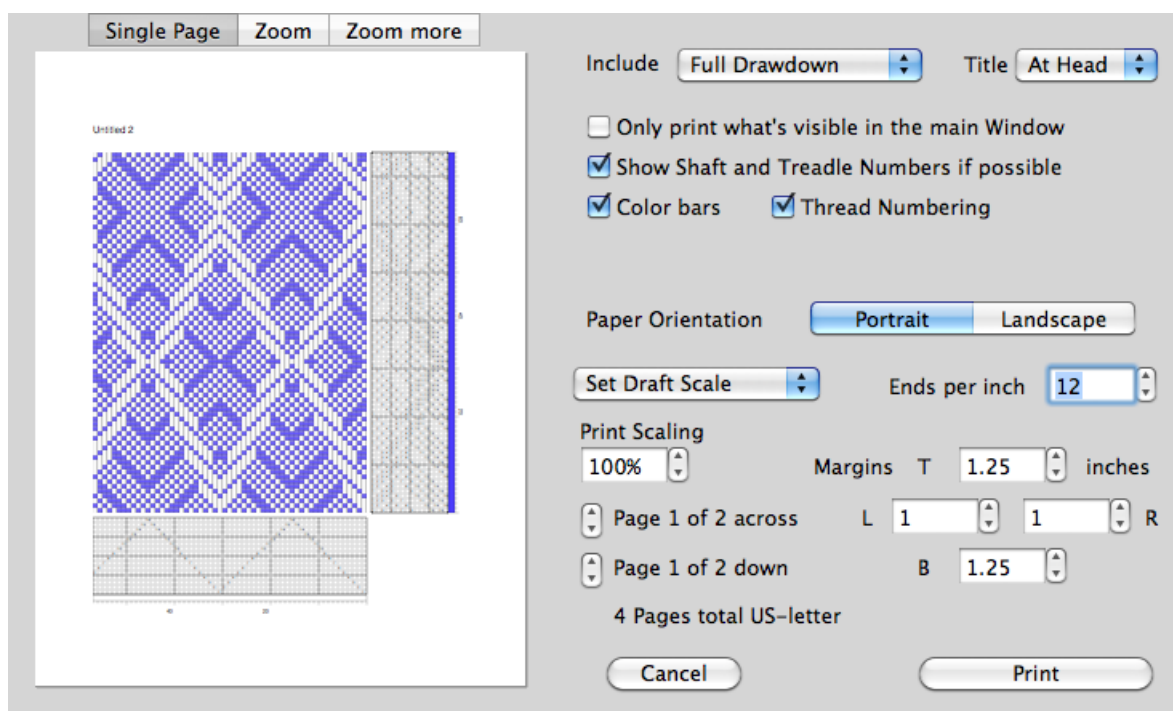 Single Page Zoom Zoom more
Include Full Drawdown Title At Head
Untitled 2
Only print what's visible in the main Window
Show Shaft and Treadle Numbers if possible
Color bars Thread Numbering
Paper Orientation Portrait Landscape
Set Draft Scale Ends per inch 12
Print Scaling
100% Margins T 1.25 inches
Page 1 of 2 across L 1 1 R
Page 1 of 2 down B 1.25
40 20
4 Pages total US-letter
Cancel Print